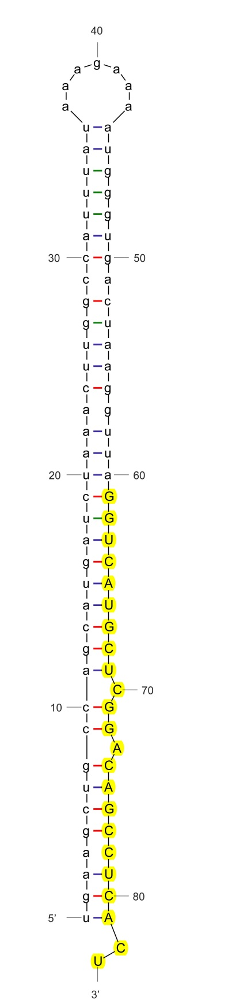 40
a g a
a a
a a
u a
a u
u g
u g
u g
a u
30 c g 50
c a
g c
g u
u a
u a
c g
a g
a u
a u
20 u a 60
c G
u G
a U
g C
u A
a U
c G
g C
a U
C 70
10 c G
c G
A
g C
u A
c G
g C
a C
a U
g C 80
5’ u A
C
U
3’